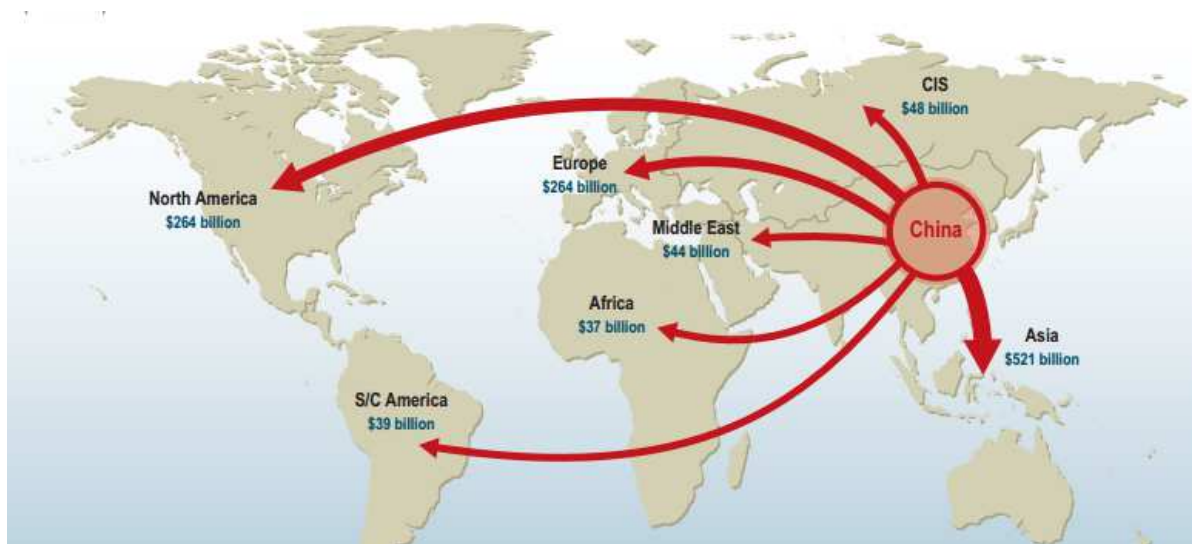 CIS
$48 billion
Europe
$264 billion
North America
$264 billion
Middle East
$44 billion
China
Africa
$37 billion
Asia
$521 billion
S/C America
$39 billion